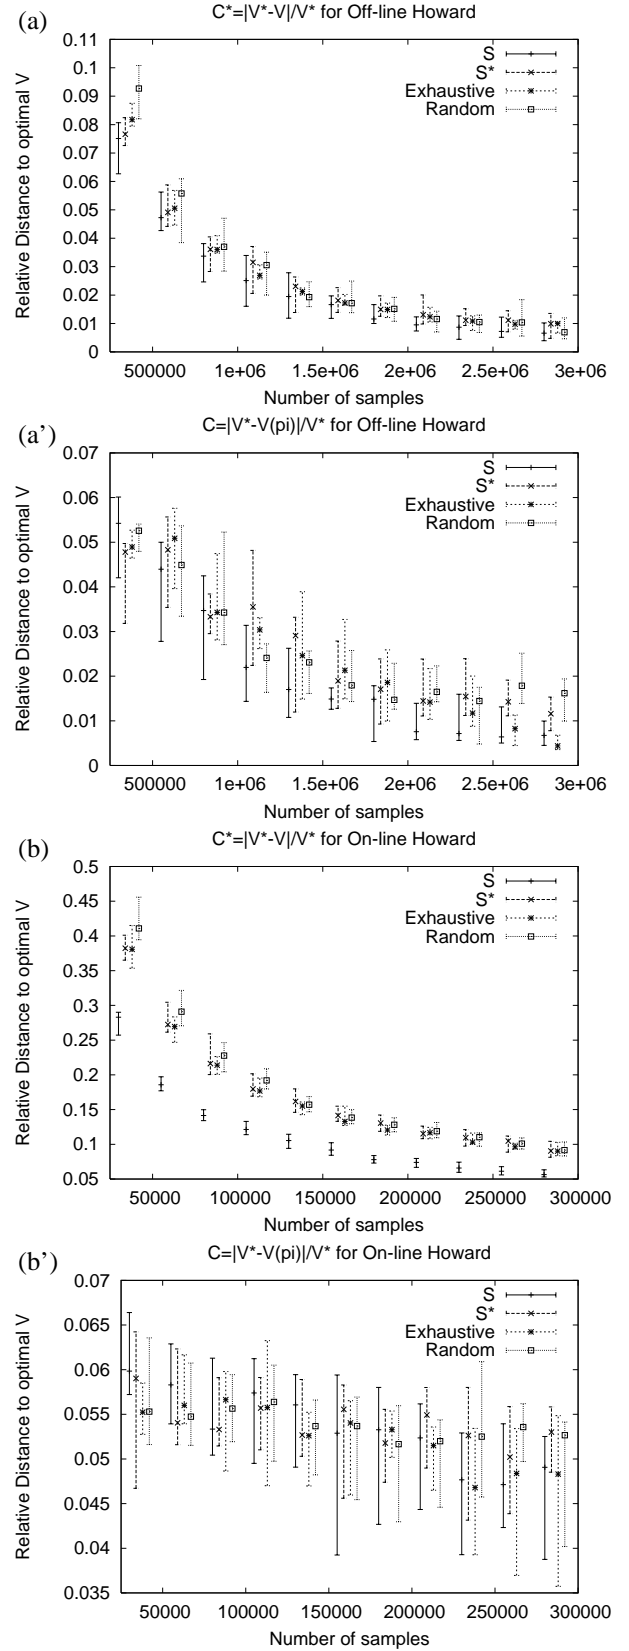 (a)
C*=|V*-V|/V* for Off-line Howard
Relative Distance to optimal V
0.11
0.1
0.09
0.08
0.07
0.06
0.05
0.04
0.03
0.02
0.01
0
S
S*
Exhaustive
Random
500000 1e+06 1.5e+06 2e+06 2.5e+06 3e+06
Number of samples
(a')
C=|V*-V(pi)|/V* for Off-line Howard
Relative Distance to optimal V
0.07
0.06
0.05
0.04
0.03
0.02
0.01
0
S
S*
Exhaustive
Random
500000 1e+06 1.5e+06 2e+06 2.5e+06 3e+06
Number of samples
(b)
C*=|V*-V|/V* for On-line Howard
Relative Distance to optimal V
0.5
0.45
0.4
0.35
0.3
0.25
0.2
0.15
0.1
0.05
S
S*
Exhaustive
Random
50000 100000 150000 200000 250000 300000
Number of samples
(b')
C=|V*-V(pi)|/V* for On-line Howard
Relative Distance to optimal V
0.07
0.065
0.06
0.055
0.05
0.045
0.04
0.035
S
S*
Exhaustive
Random
50000 100000 150000 200000 250000 300000
Number of samples